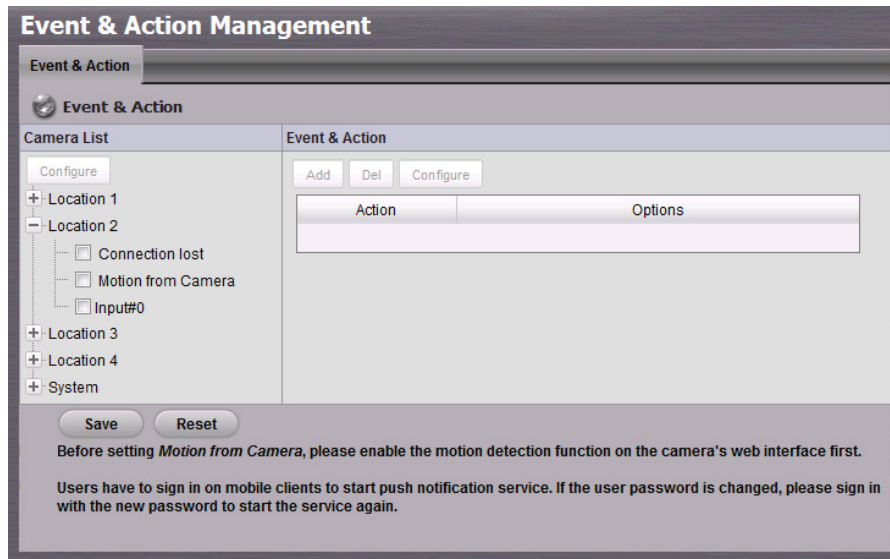 Event & Action Management
Event & Action
Event & Action
Camera List
Event & Action
Configure
Add Del Configure
Location 1
Action Options
Location 2
Connection lost
Motion from Camera
Input#0
Location 3
Location 4
System
Save Reset
Before setting Motion from Camera, please enable the motion detection function on the camera's web interface first.
Users have to sign in on mobile clients to start push notification service. If the user password is changed, please sign in
with the new password to start the service again.